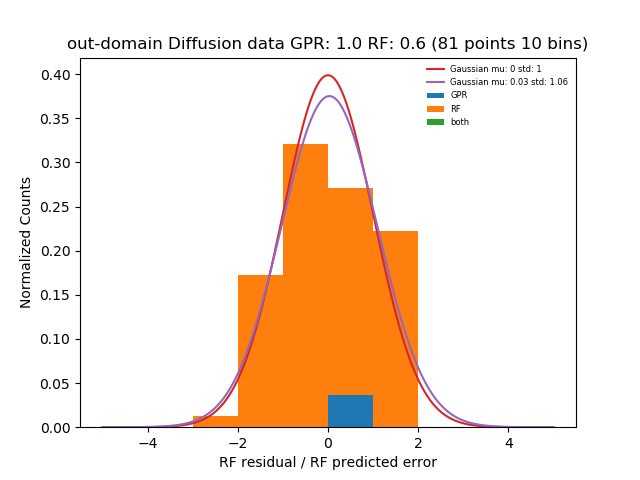 out-domain Diffusion data GPR: 1.0 RF: 0.6 (81 points 10 bins)
Gaussian mu: 0 std: 1
Gaussian mu: 0.03 std: 1.06
GPR
RF
both
Normalized Counts
0.40
0.35
0.30
0.25
0.20
0.15
0.10
0.05
0.00
−4
−2
0
2
4
RF residual / RF predicted error